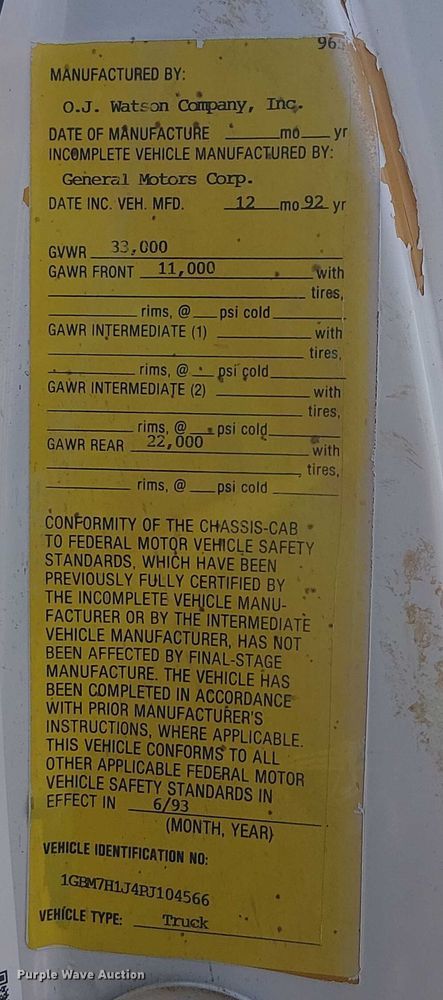 96
MANUFACTURED BY:
O.J. Watson Company, Inc.
DATE OF MANUFACTURE ______mo___ yr
INCOMPLETE VEHICLE MANUFACTURED BY:
General Motors Corp.
DATE INC. VEH. MFD. 12 mo 92 yr
GVWR 33,000
GAWR FRONT 11,000 with
tires,
rims, @ ___ psi cold
GAWR INTERMEDIATE (1) with
tires,
rims, @ ___ psi cold
GAWR INTERMEDIATE (2) with
tires,
rims, @ ___ psi cold
GAWR REAR 22,000 with
tires,
rims, @ ___ psi cold
CONFORMITY OF THE CHASSIS-CAB
TO FEDERAL MOTOR VEHICLE SAFETY
STANDARDS, WHICH HAVE BEEN
PREVIOUSLY FULLY CERTIFIED BY
THE INCOMPLETE VEHICLE MANU-
FACTURER OR BY THE INTERMEDIATE
VEHICLE MANUFACTURER, HAS NOT
BEEN AFFECTED BY FINAL-STAGE
MANUFACTURE. THE VEHICLE HAS
BEEN COMPLETED IN ACCORDANCE
WITH PRIOR MANUFACTURER'S
INSTRUCTIONS, WHERE APPLICABLE.
THIS VEHICLE CONFORMS TO ALL
OTHER APPLICABLE FEDERAL MOTOR
VEHICLE SAFETY STANDARDS IN
EFFECT IN 6/93
(MONTH, YEAR)
VEHICLE IDENTIFICATION NO:
1GBM7H1J4PJ104566
VEHICLE TYPE: Truck
Purple Wave Auction